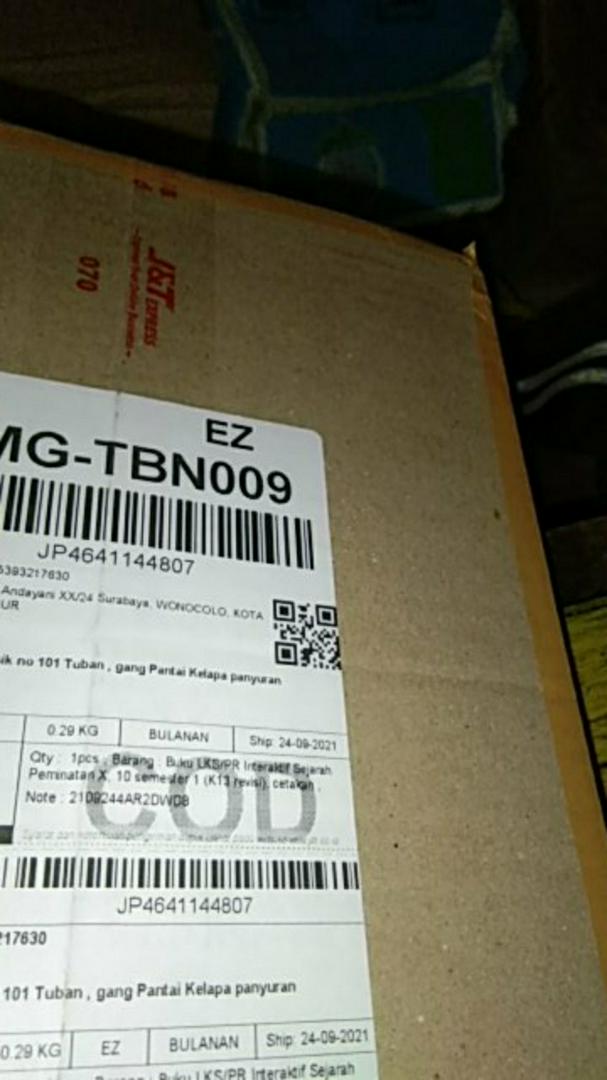 J&T EXPRESS
070
EZ
MG-TBN009
JP4641144807
5393217630
Andayani XX/24 Surabaya, WONOCOLO, KOTA
UR
ik no 101 Tuban , gang Pantai Kelapa panyuran
0.29 KG BULANAN Ship: 24-09-2021
Qty : 1pcs , Barang : Buku LKS/PR Interaktif Sejarah
Peminatan X, 10 semester 1 (K13 revisi), cetakan .
Note : 2109244AR2DWD8
COD
JP4641144807
217630
101 Tuban , gang Pantai Kelapa panyuran
0.29 KG EZ BULANAN Ship: 24-09-2021
Barang : Buku LKS/PR Interaktif Sejarah